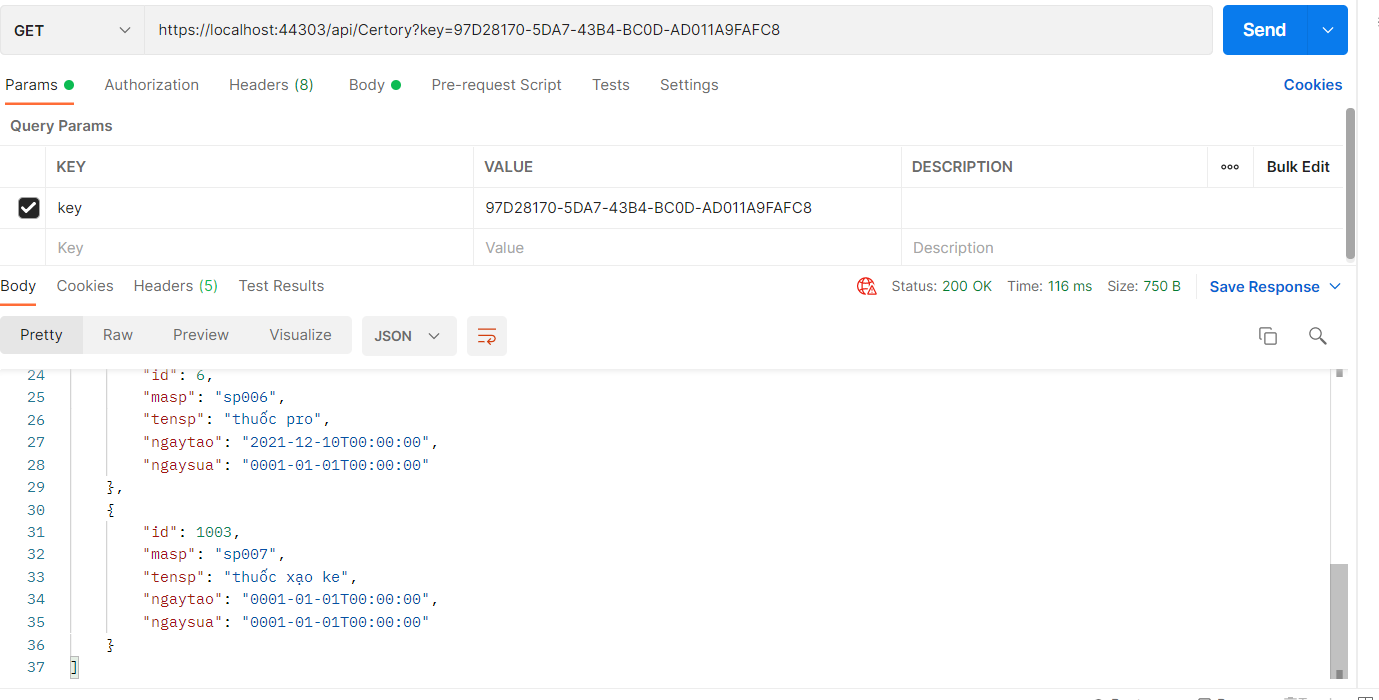 GET https://localhost:44303/api/Certory?key=97D28170-5DA7-43B4-BC0D-AD011A9FAFC8 Send
Params Authorization Headers (8) Body Pre-request Script Tests Settings Cookies
Query Params
KEY VALUE DESCRIPTION ooo Bulk Edit
key 97D28170-5DA7-43B4-BC0D-AD011A9FAFC8
Key Value Description
Body Cookies Headers (5) Test Results Status: 200 OK Time: 116 ms Size: 750 B Save Response
Pretty Raw Preview Visualize JSON
24 "id": 6,
25 "masp": "sp006",
26 "tensp": "thuốc pro",
27 "ngaytao": "2021-12-10T00:00:00",
28 "ngaysua": "0001-01-01T00:00:00"
29 },
30 {
31 "id": 1003,
32 "masp": "sp007",
33 "tensp": "thuốc xạo ke",
34 "ngaytao": "0001-01-01T00:00:00",
35 "ngaysua": "0001-01-01T00:00:00"
36 }
37 ]